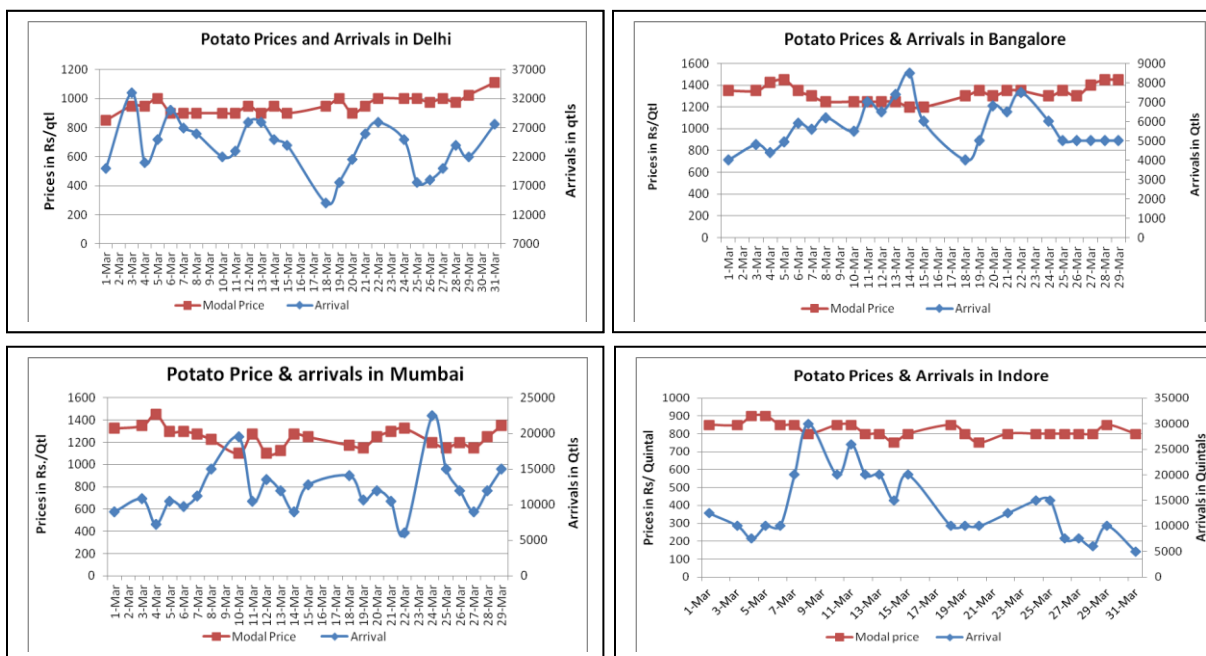 Potato Prices and Arrivals in Delhi
Prices in Rs/qtl
1200
1000
800
600
400
200
0
37000
32000
27000
22000
17000
12000
7000
Arrivals in qtls
1-Mar
2-Mar
3-Mar
4-Mar
5-Mar
6-Mar
7-Mar
8-Mar
9-Mar
10-Mar
11-Mar
12-Mar
13-Mar
14-Mar
15-Mar
17-Mar
18-Mar
19-Mar
20-Mar
21-Mar
22-Mar
23-Mar
24-Mar
25-Mar
26-Mar
27-Mar
28-Mar
29-Mar
30-Mar
31-Mar
Modal Price Arrival
Potato Prices & Arrivals in Bangalore
Prices in Rs/Qtl
1600
1400
1200
1000
800
600
400
200
0
9000
8000
7000
6000
5000
4000
3000
2000
1000
0
Arrivals in Qtls
1-Mar
2-Mar
3-Mar
4-Mar
5-Mar
6-Mar
7-Mar
8-Mar
9-Mar
10-Mar
11-Mar
12-Mar
13-Mar
14-Mar
15-Mar
17-Mar
18-Mar
19-Mar
20-Mar
21-Mar
22-Mar
23-Mar
24-Mar
25-Mar
26-Mar
27-Mar
28-Mar
29-Mar
Modal Price Arrival
Potato Price & arrivals in Mumbai
Prices in Rs./Qtl
1600
1400
1200
1000
800
600
400
200
0
25000
20000
15000
10000
5000
0
Arrivals in Qtls
1-Mar
2-Mar
3-Mar
4-Mar
5-Mar
6-Mar
7-Mar
8-Mar
9-Mar
10-Mar
11-Mar
12-Mar
13-Mar
14-Mar
15-Mar
17-Mar
18-Mar
19-Mar
20-Mar
21-Mar
22-Mar
23-Mar
24-Mar
25-Mar
26-Mar
27-Mar
28-Mar
29-Mar
Modal Price Arrival
Potato Prices & Arrivals in Indore
Prices in Rs/ Quintal
1000
900
800
700
600
500
400
300
200
100
0
35000
30000
25000
20000
15000
10000
5000
0
Arrivals in Quintals
1-Mar
3-Mar
5-Mar
7-Mar
9-Mar
11-Mar
13-Mar
15-Mar
17-Mar
19-Mar
21-Mar
23-Mar
25-Mar
27-Mar
29-Mar
31-Mar
Modal price Arrival